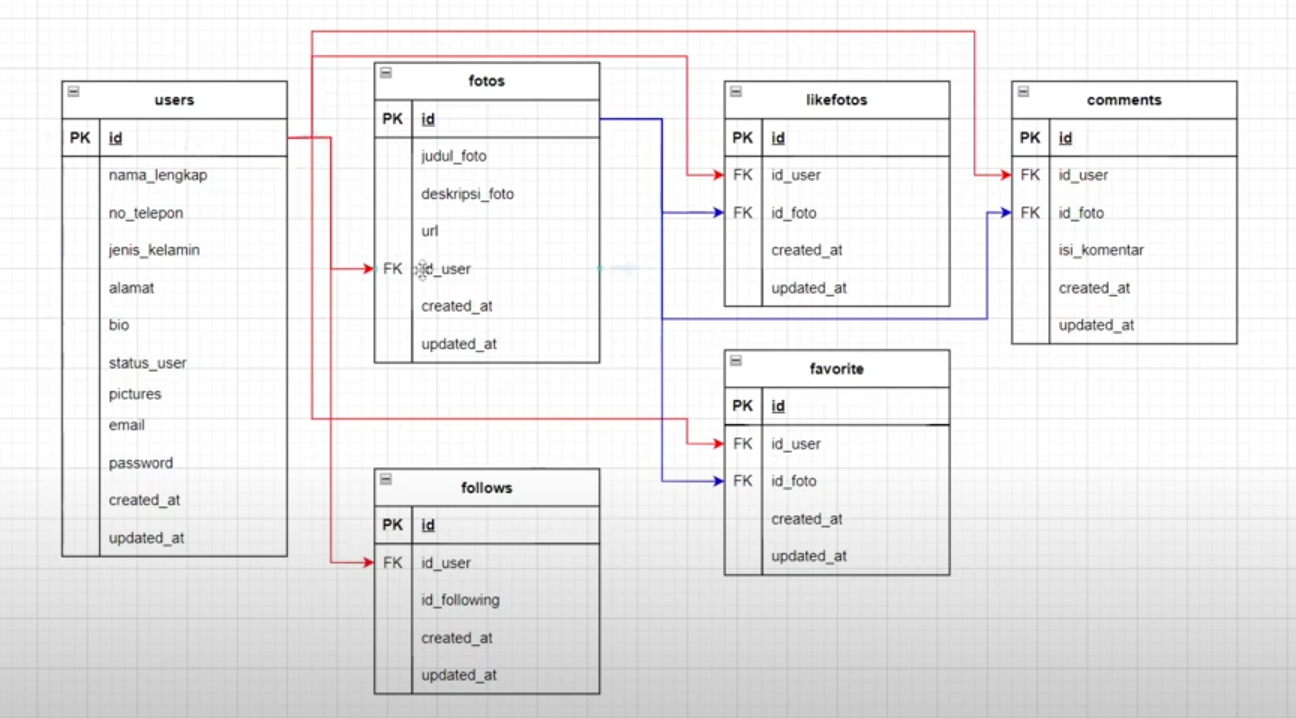 users
PK id
nama_lengkap
no_telepon
jenis_kelamin
alamat
bio
status_user
pictures
email
password
created_at
updated_at
fotos
PK id
judul_foto
deskripsi_foto
url
FK id_user
created_at
updated_at
follows
PK id
FK id_user
id_following
created_at
updated_at
likefotos
PK id
FK id_user
FK id_foto
created_at
updated_at
favorite
PK id
FK id_user
FK id_foto
created_at
updated_at
comments
PK id
FK id_user
FK id_foto
isi_komentar
created_at
updated_at